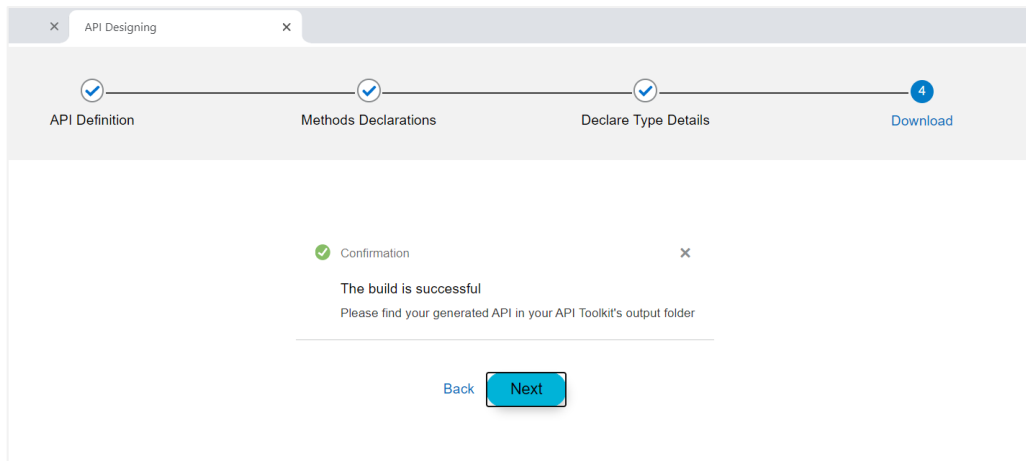 API Designing
4
API Definition
Methods Declarations
Declare Type Details
Download
Confirmation
The build is successful
Please find your generated API in your API Toolkit's output folder
Back
Next